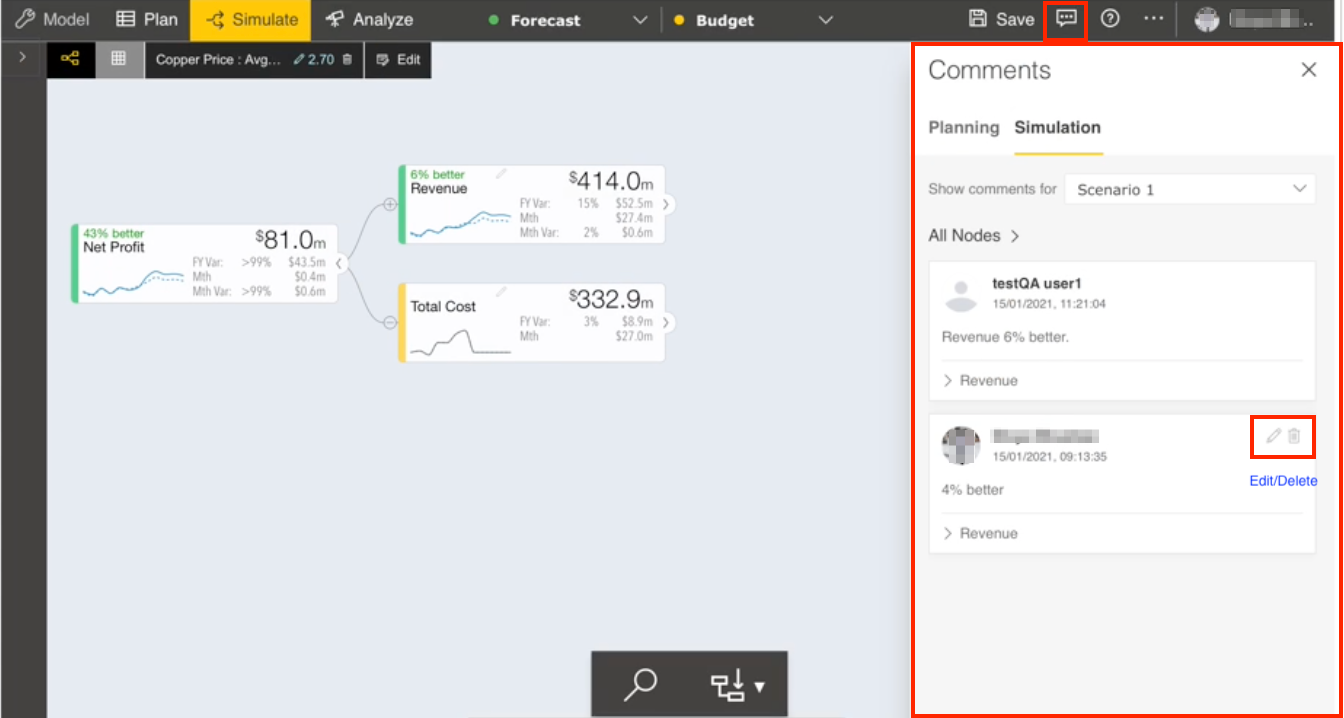 Model Plan Simulate Analyze Forecast Budget Save
Copper Price : Avg... 2.70 Edit
43% better
Net Profit
$81.0m
FY Var: >99% $43.5m
Mth $0.4m
Mth Var: >99% $0.6m
6% better
Revenue
$414.0m
FY Var: 15% $52.5m
Mth $27.4m
Mth Var: 2% $0.6m
Total Cost
$332.9m
FY Var: 3% $8.9m
Mth $27.0m
Comments
Planning Simulation
Show comments for Scenario 1
All Nodes
testQA user1
15/01/2021, 11:21:04
Revenue 6% better.
Revenue
15/01/2021, 09:13:35
4% better
Edit/Delete
Revenue